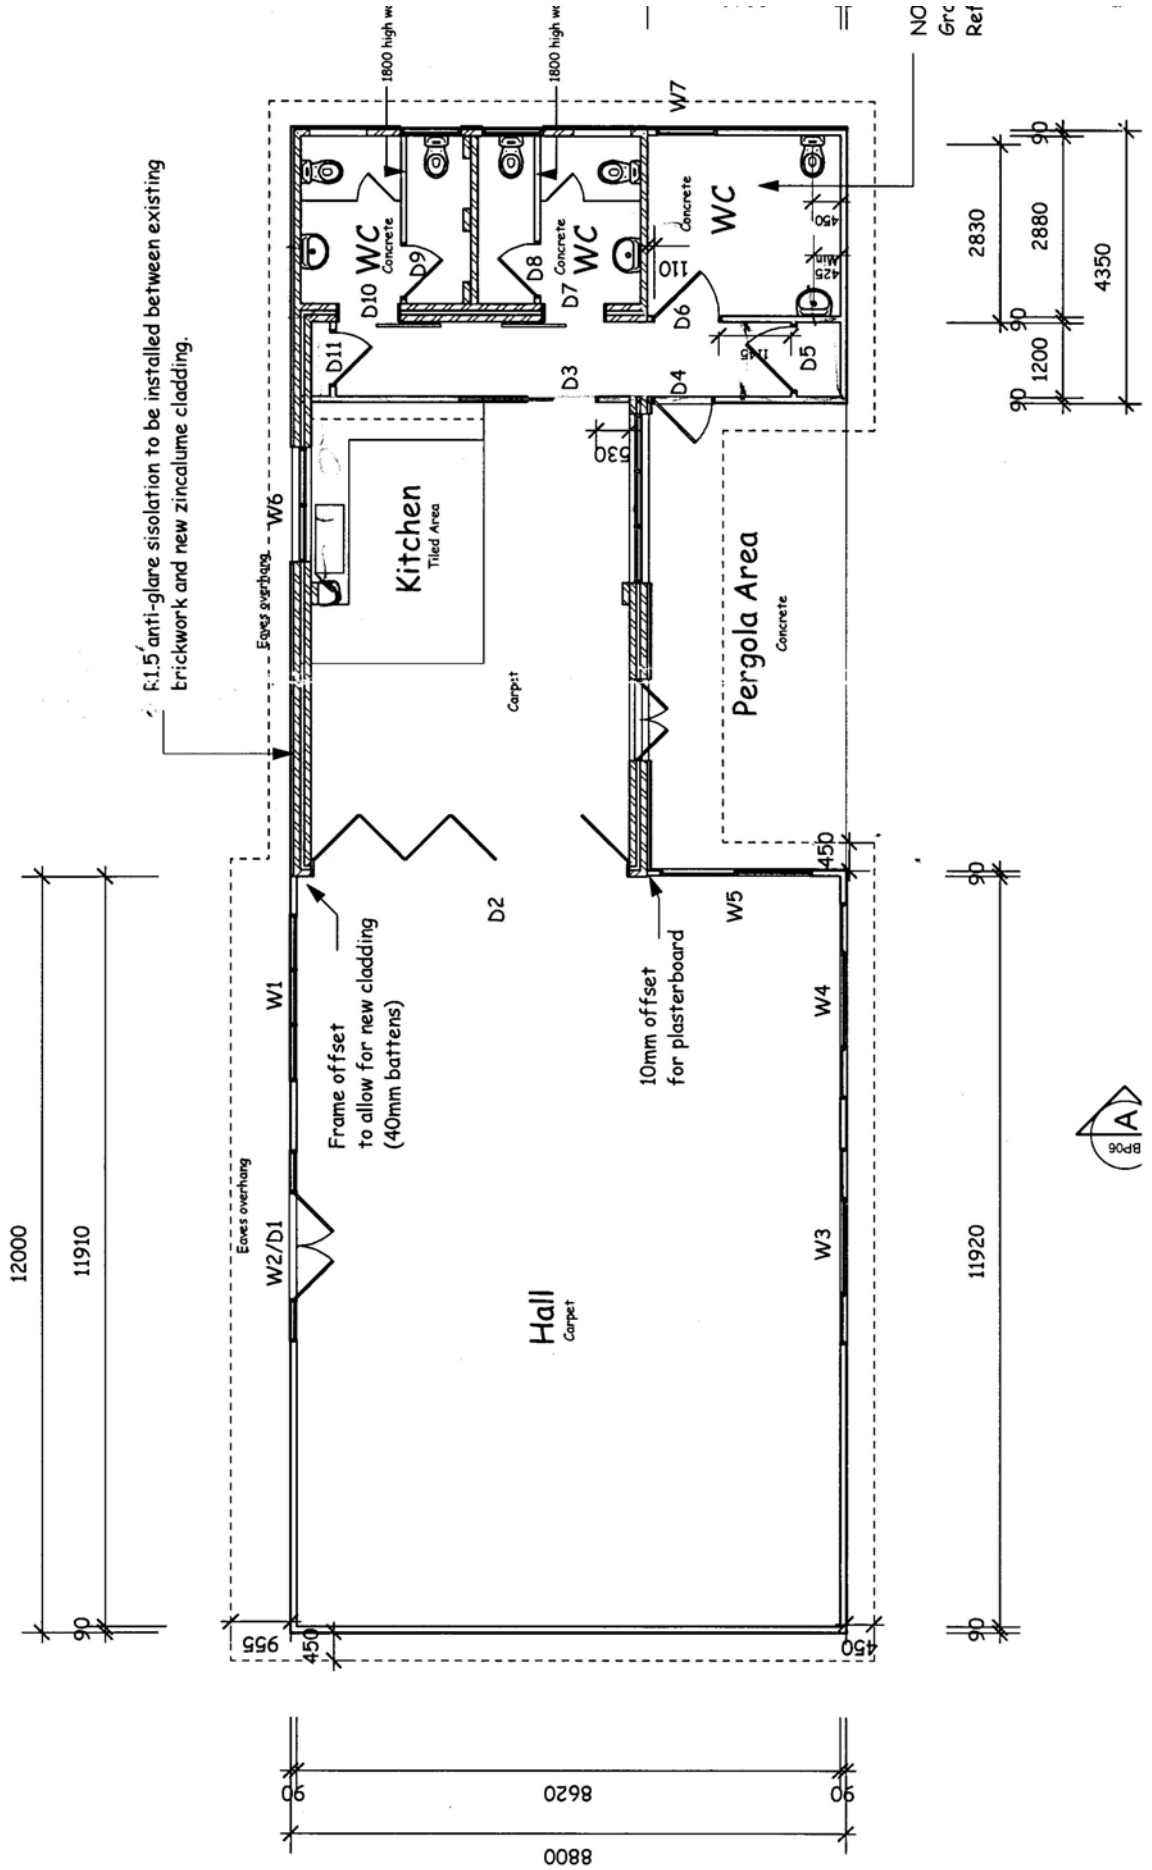 R1.5 anti-glare sisolation to be installed between existing
brickwork and new zincalume cladding.
1800 high
1800 high
NO
Ref
W7
WC
Concrete
WC
Concrete
WC
Concrete
D10
D9
D8
D7
D6
D11
D3
D4
D5
110
450
425
Min
1145
530
2830
90
2880
90
1200
90
4350
W6
Eaves overhang
Kitchen
Tiled Area
Carpet
Pergola Area
Concrete
450
12000
11910
90
W1
Frame offset
to allow for new cladding
(40mm battens)
D2
W5
10mm offset
for plasterboard
W4
Eaves overhang
W2/D1
W3
Hall
Carpet
90
11920
90
A
BP06
955
450
450
90
8620
90
8800